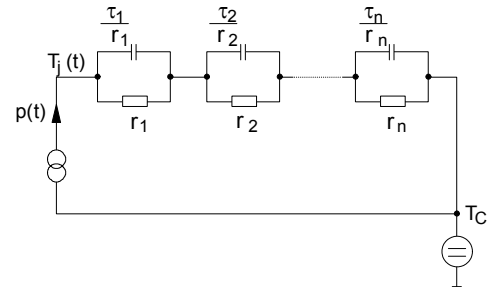 τ1 τ2 τn
r1 r2 rn
Tj (t)
r1 r2 rn
p(t)
TC